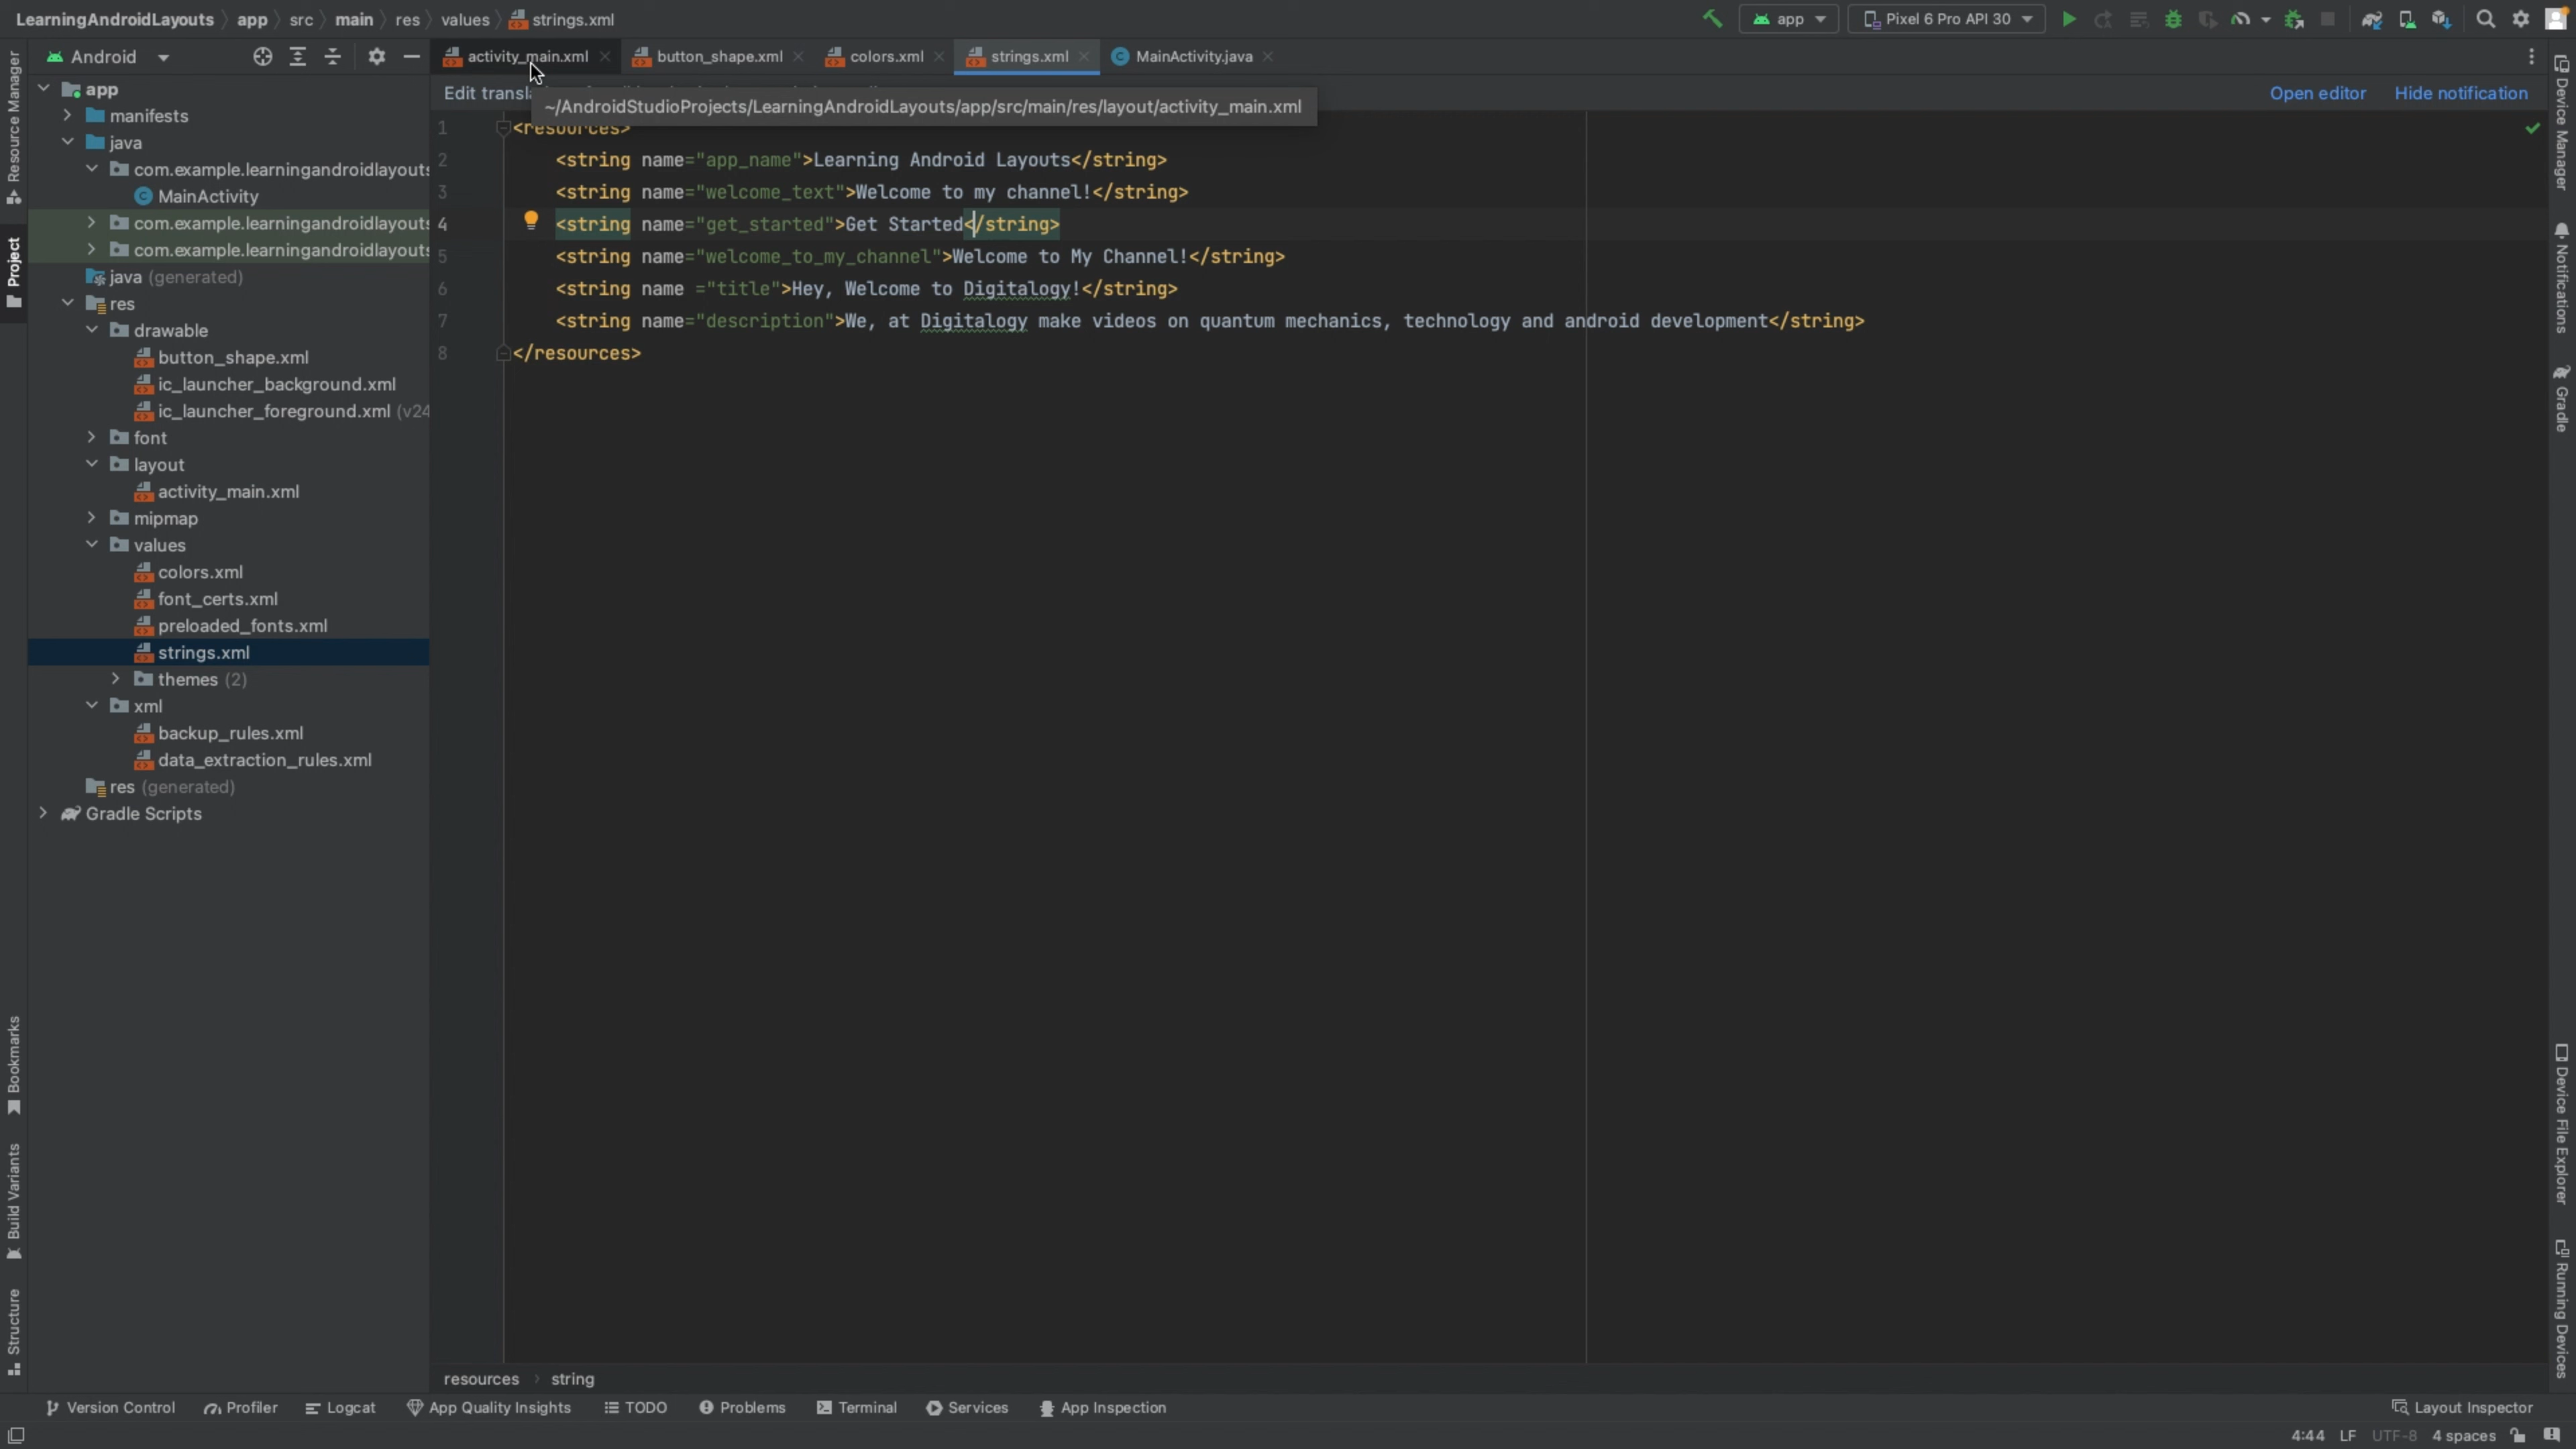 LearningAndroidLayouts app src main res values strings.xml
app Pixel 6 Pro API 30
Android
activity_main.xml button_shape.xml colors.xml strings.xml MainActivity.java
Edit Open editor Hide notification
~/AndroidStudioProjects/LearningAndroidLayouts/app/src/main/res/layout/activity_main.xml
Resource Manager
Project
Bookmarks
Build Variants
Structure
app
manifests
java
com.example.learningandroidlayouts
MainActivity
com.example.learningandroidlayouts
com.example.learningandroidlayouts
java (generated)
res
drawable
button_shape.xml
ic_launcher_background.xml
ic_launcher_foreground.xml (v24
font
layout
activity_main.xml
mipmap
values
colors.xml
font_certs.xml
preloaded_fonts.xml
strings.xml
themes (2)
xml
backup_rules.xml
data_extraction_rules.xml
res (generated)
Gradle Scripts
1 <resources>
2 <string name="app_name">Learning Android Layouts</string>
3 <string name="welcome_text">Welcome to my channel!</string>
4 <string name="get_started">Get Started</string>
5 <string name="welcome_to_my_channel">Welcome to My Channel!</string>
6 <string name ="title">Hey, Welcome to Digitalogy!</string>
7 <string name="description">We, at Digitalogy make videos on quantum mechanics, technology and android development</string>
8 </resources>
Device Manager
Notifications
Gradle
Device File Explorer
Running Devices
resources string
Version Control Profiler Logcat App Quality Insights TODO Problems Terminal Services App Inspection Layout Inspector
4:44 LF UTF-8 4 spaces